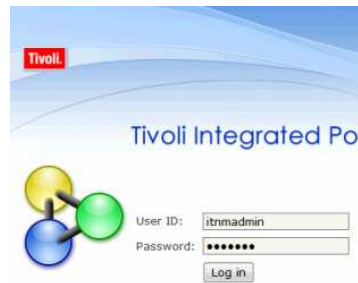 Tivoli.
Tivoli Integrated Po
User ID: itnmadmin
Password: •••••••
Log in